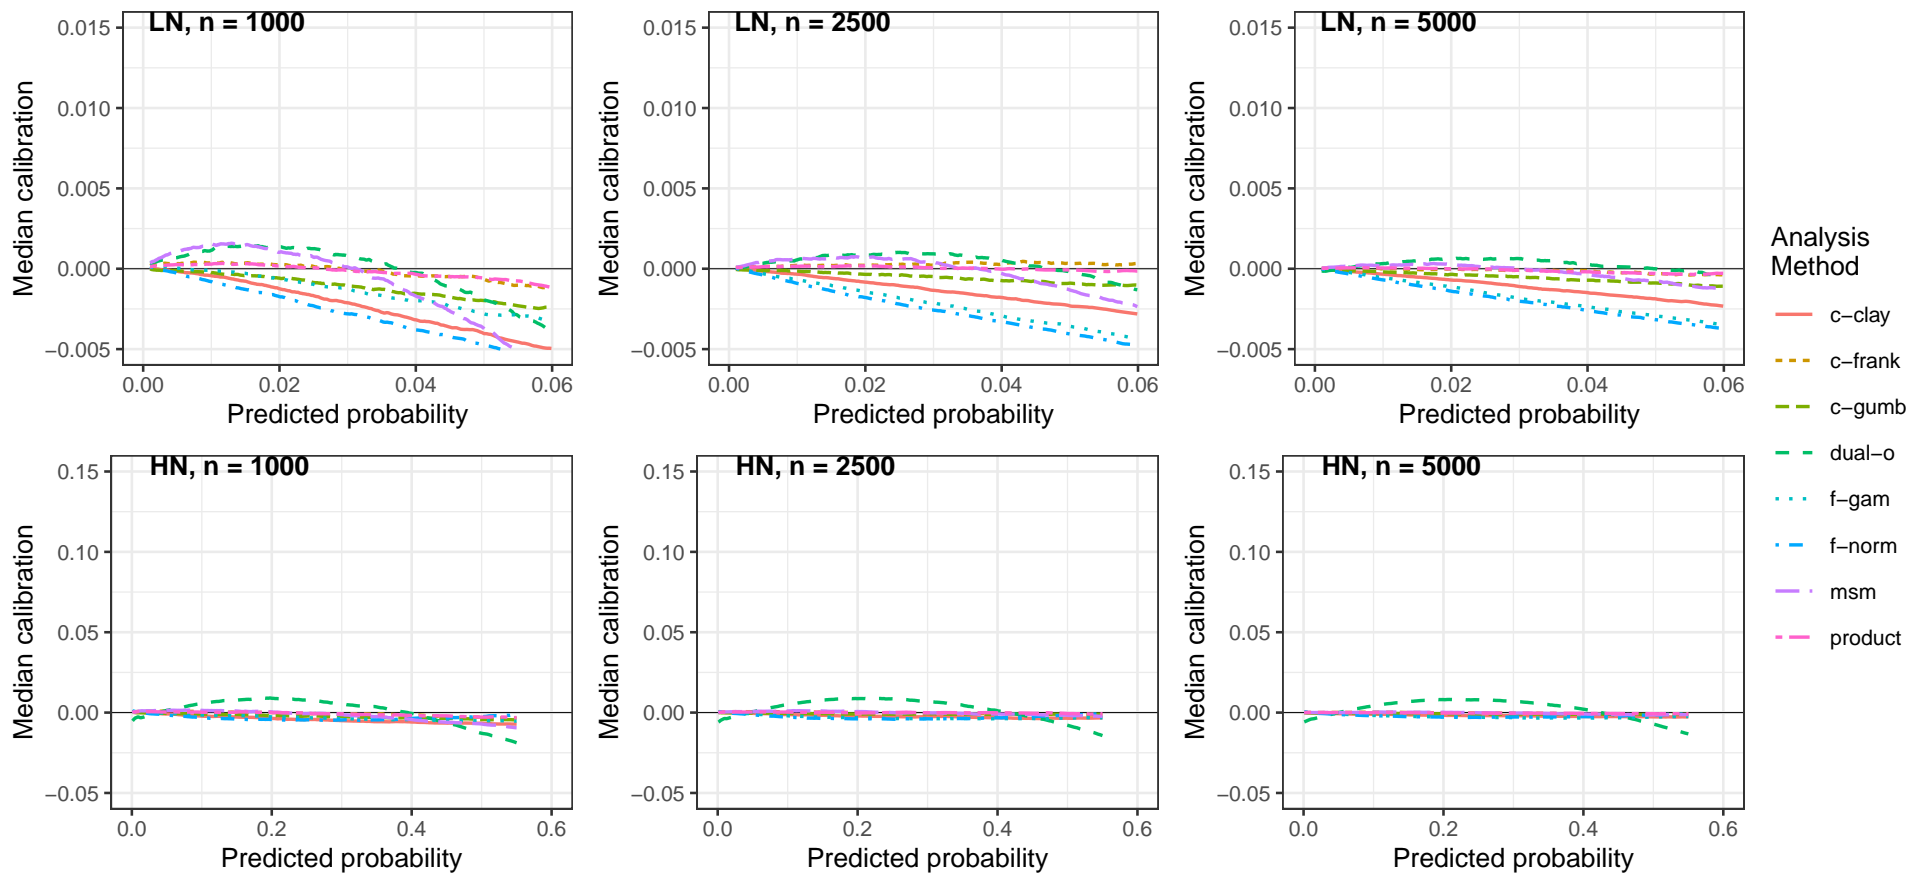 LN, n = 1000
0.015
0.010
0.005
0.000
−0.005
Median calibration
0.00
0.02
0.04
0.06
Predicted probability
LN, n = 2500
0.015
0.010
0.005
0.000
−0.005
Median calibration
0.00
0.02
0.04
0.06
Predicted probability
LN, n = 5000
0.015
0.010
0.005
0.000
−0.005
Median calibration
0.00
0.02
0.04
0.06
Predicted probability
HN, n = 1000
0.15
0.10
0.05
0.00
−0.05
Median calibration
0.0
0.2
0.4
0.6
Predicted probability
HN, n = 2500
0.15
0.10
0.05
0.00
−0.05
Median calibration
0.0
0.2
0.4
0.6
Predicted probability
HN, n = 5000
0.15
0.10
0.05
0.00
−0.05
Median calibration
0.0
0.2
0.4
0.6
Predicted probability
Analysis
Method
c−clay
c−frank
c−gumb
dual−o
f−gam
f−norm
msm
product